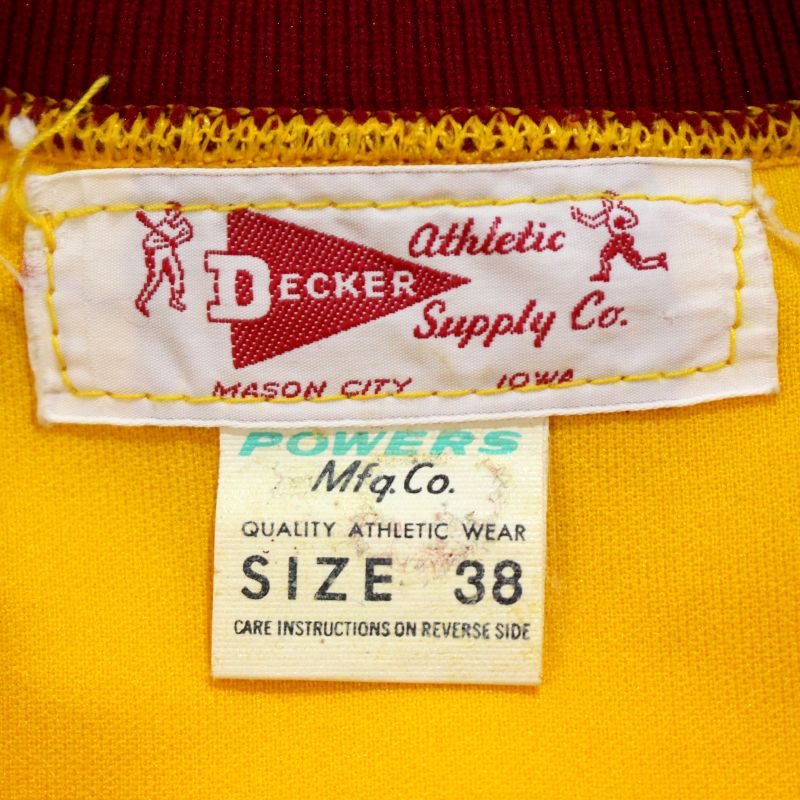 DECKER Athletic
Supply Co.
MASON CITY IOWA
POWERS
Mfg. Co.
QUALITY ATHLETIC WEAR
SIZE 38
CARE INSTRUCTIONS ON REVERSE SIDE